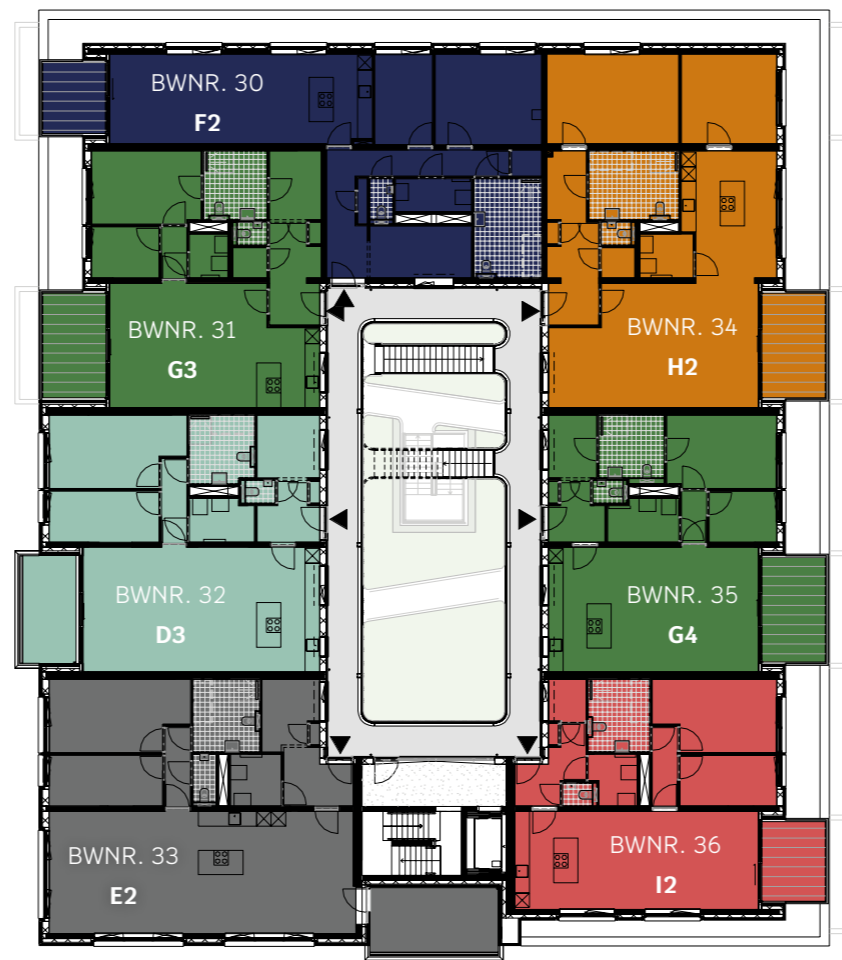 BWNR. 30
F2
BWNR. 31
G3
BWNR. 34
H2
BWNR. 32
D3
BWNR. 35
G4
BWNR. 33
E2
BWNR. 36
I2